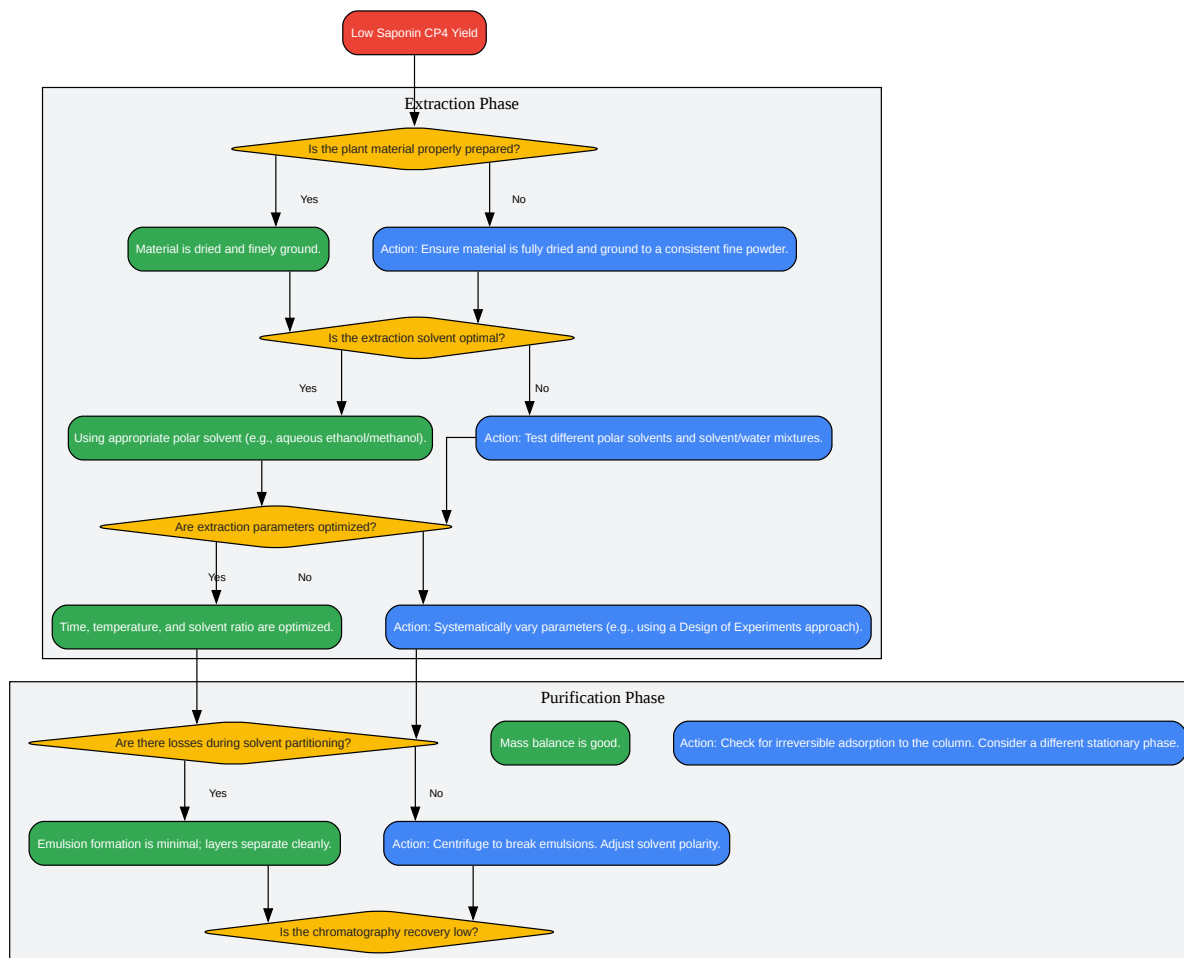 Low Saponin CP4 Yield
Extraction Phase
Is the plant material properly prepared?
Yes
No
Material is dried and finely ground.
Action: Ensure material is fully dried and ground to a consistent fine powder.
Is the extraction solvent optimal?
Yes
No
Using appropriate polar solvent (e.g., aqueous ethanol/methanol).
Action: Test different polar solvents and solvent/water mixtures.
Are extraction parameters optimized?
Yes
No
Time, temperature, and solvent ratio are optimized.
Action: Systematically vary parameters (e.g., using a Design of Experiments approach).
Purification Phase
Are there losses during solvent partitioning?
Mass balance is good.
Action: Check for irreversible adsorption to the column. Consider a different stationary phase.
Yes
No
Emulsion formation is minimal; layers separate cleanly.
Action: Centrifuge to break emulsions. Adjust solvent polarity.
Is the chromatography recovery low?